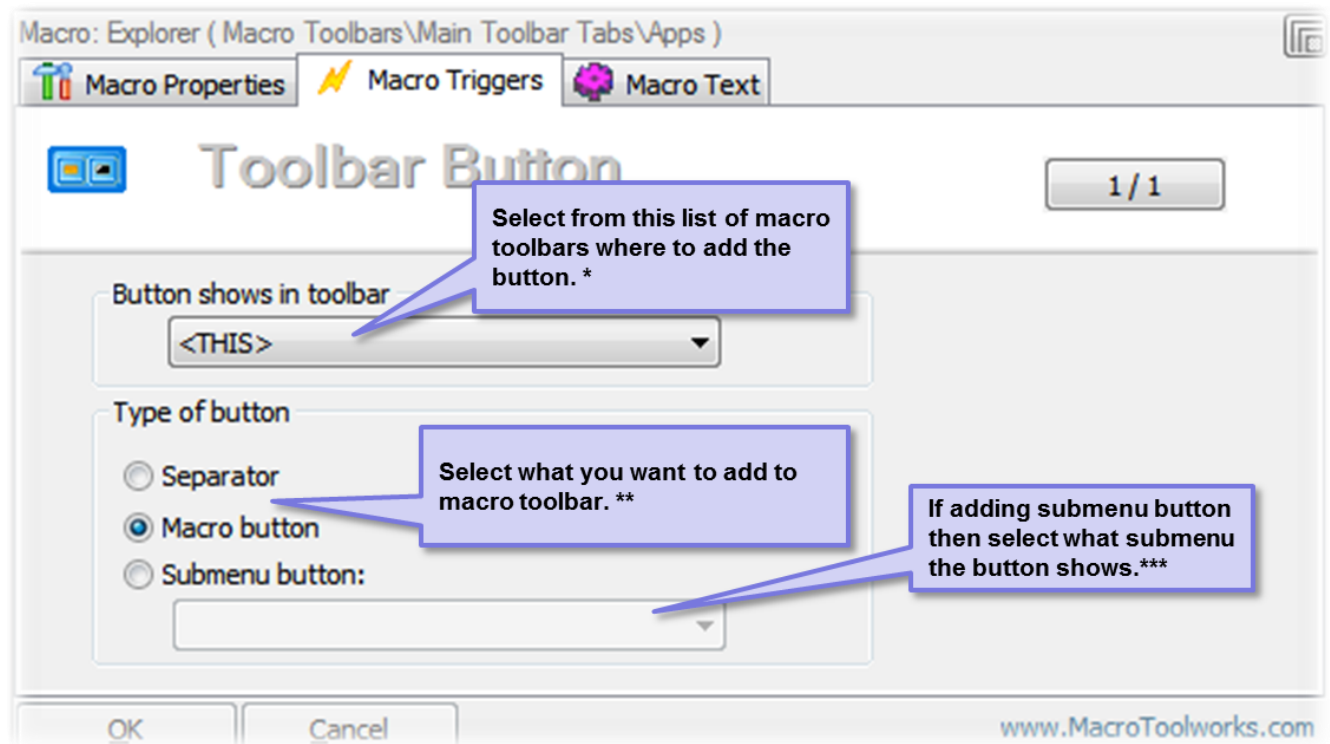 Macro: Explorer ( Macro Toolbars\Main Toolbar Tabs\Apps )
Macro Properties
Macro Triggers
Macro Text
Toolbar Button
1 / 1
Select from this list of macro
toolbars where to add the
button. *
Button shows in toolbar
<THIS>
Type of button
Separator
Macro button
Submenu button:
Select what you want to add to
macro toolbar. **
If adding submenu button
then select what submenu
the button shows.***
OK
Cancel
www.MacroToolworks.com